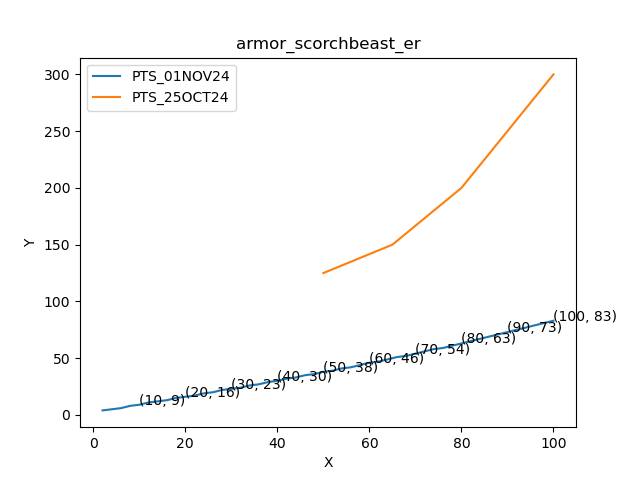 armor_scorchbeast_er
PTS_01NOV24
PTS_25OCT24
300
250
200
150
100
50
0
Y
(10, 9)
(20, 16)
(30, 23)
(40, 30)
(50, 38)
(60, 46)
(70, 54)
(80, 63)
(90, 73)
(100, 83)
0 20 40 60 80 100
X